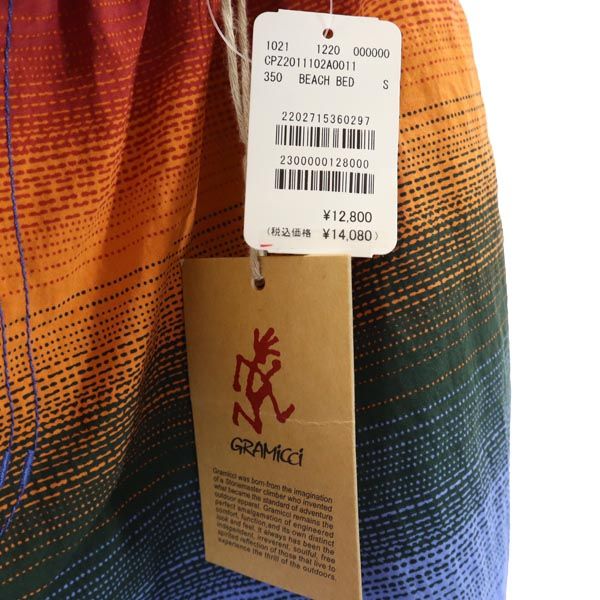 1021 1220 000000
CPZ2011102A0011
350 BEACH BED S
2202715360297
2300000128000
¥12,800
(税込価格 ¥14,080)
GRAMiCCi
Gramicci was born-from the imagination
of a Stonemaster climber who invented
what became the standard of adventure
outdoor apparel. Gramicci remains the
perfect amalgamation of engineered
comfort, function,and its own distinct
look and feel. It always has been the
independent, irreverent, soulful, free
spirited reflection of those that live to
experience the thrill of the outdoors.